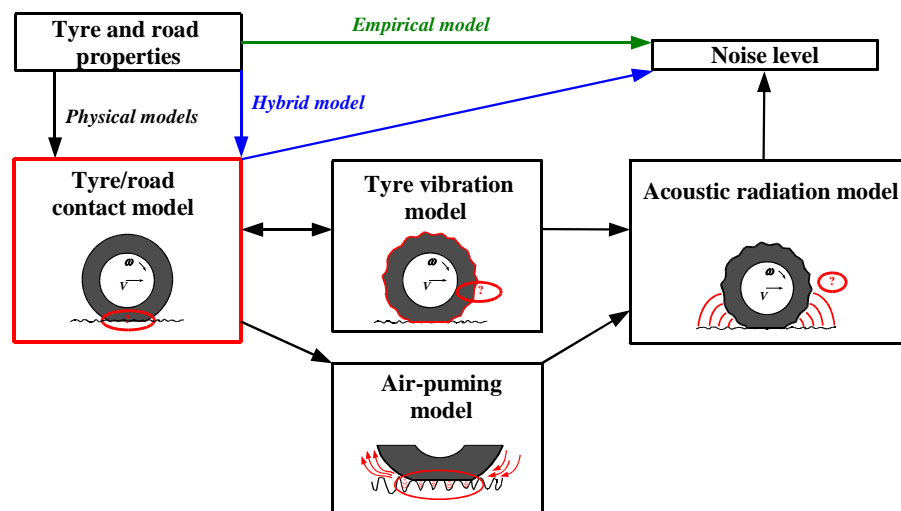 Tyre and road
properties
Empirical model
Noise level
Physical models
Hybrid model
Tyre/road
contact model
ω
V
Tyre vibration
model
ω
V
?
Acoustic radiation model
ω
V
?
Air-puming
model